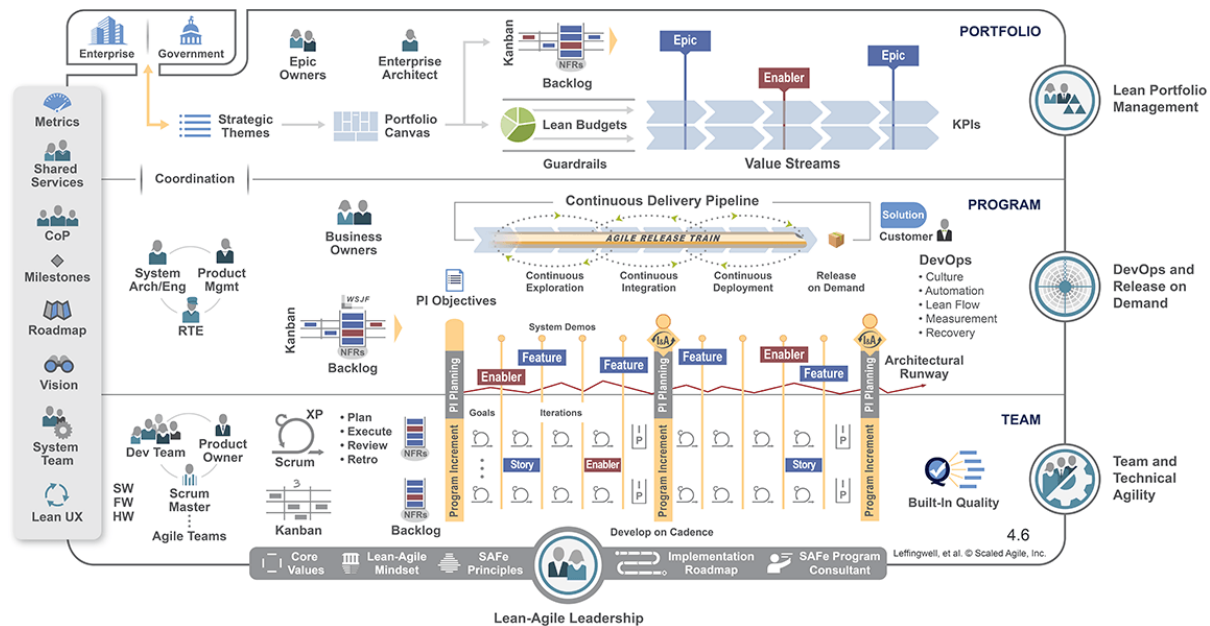 Enterprise
Government
Epic
Owners
Enterprise
Architect
Kanban
NFRs
Backlog
Epic
Enabler
Epic
PORTFOLIO
Lean Portfolio
Management
Strategic
Themes
Portfolio
Canvas
Lean Budgets
Guardrails
Value Streams
KPIs
Metrics
Shared
Services
CoP
Milestones
Roadmap
Vision
System
Team
Lean UX
Coordination
Business
Owners
Continuous Delivery Pipeline
AGILE RELEASE TRAIN
Continuous
Exploration
Continuous
Integration
Continuous
Deployment
Release
on Demand
Solution
Customer
PROGRAM
DevOps
• Culture
• Automation
• Lean Flow
• Measurement
• Recovery
DevOps and
Release on
Demand
System
Arch/Eng
Product
Mgmt
RTE
Kanban
WSJF
NFRs
Backlog
PI Objectives
System Demos
PI Planning
Enabler
Feature
Feature
I&A
PI Planning
Feature
Enabler
Feature
I&A
PI Planning
Architectural
Runway
TEAM
Dev Team
Product
Owner
Scrum
Master
Agile Teams
SW
FW
HW
XP
Scrum
3
Kanban
• Plan
• Execute
• Review
• Retro
NFRs
NFRs
Backlog
Program Increment
Goals
Iterations
Story
Enabler
I P
I P
Program Increment
Story
I P
I P
Program Increment
Develop on Cadence
Built-In Quality
Team and
Technical
Agility
4.6
Leffingwell, et al. © Scaled Agile, Inc.
Core
Values
Lean-Agile
Mindset
SAFe
Principles
Implementation
Roadmap
SAFe Program
Consultant
Lean-Agile Leadership